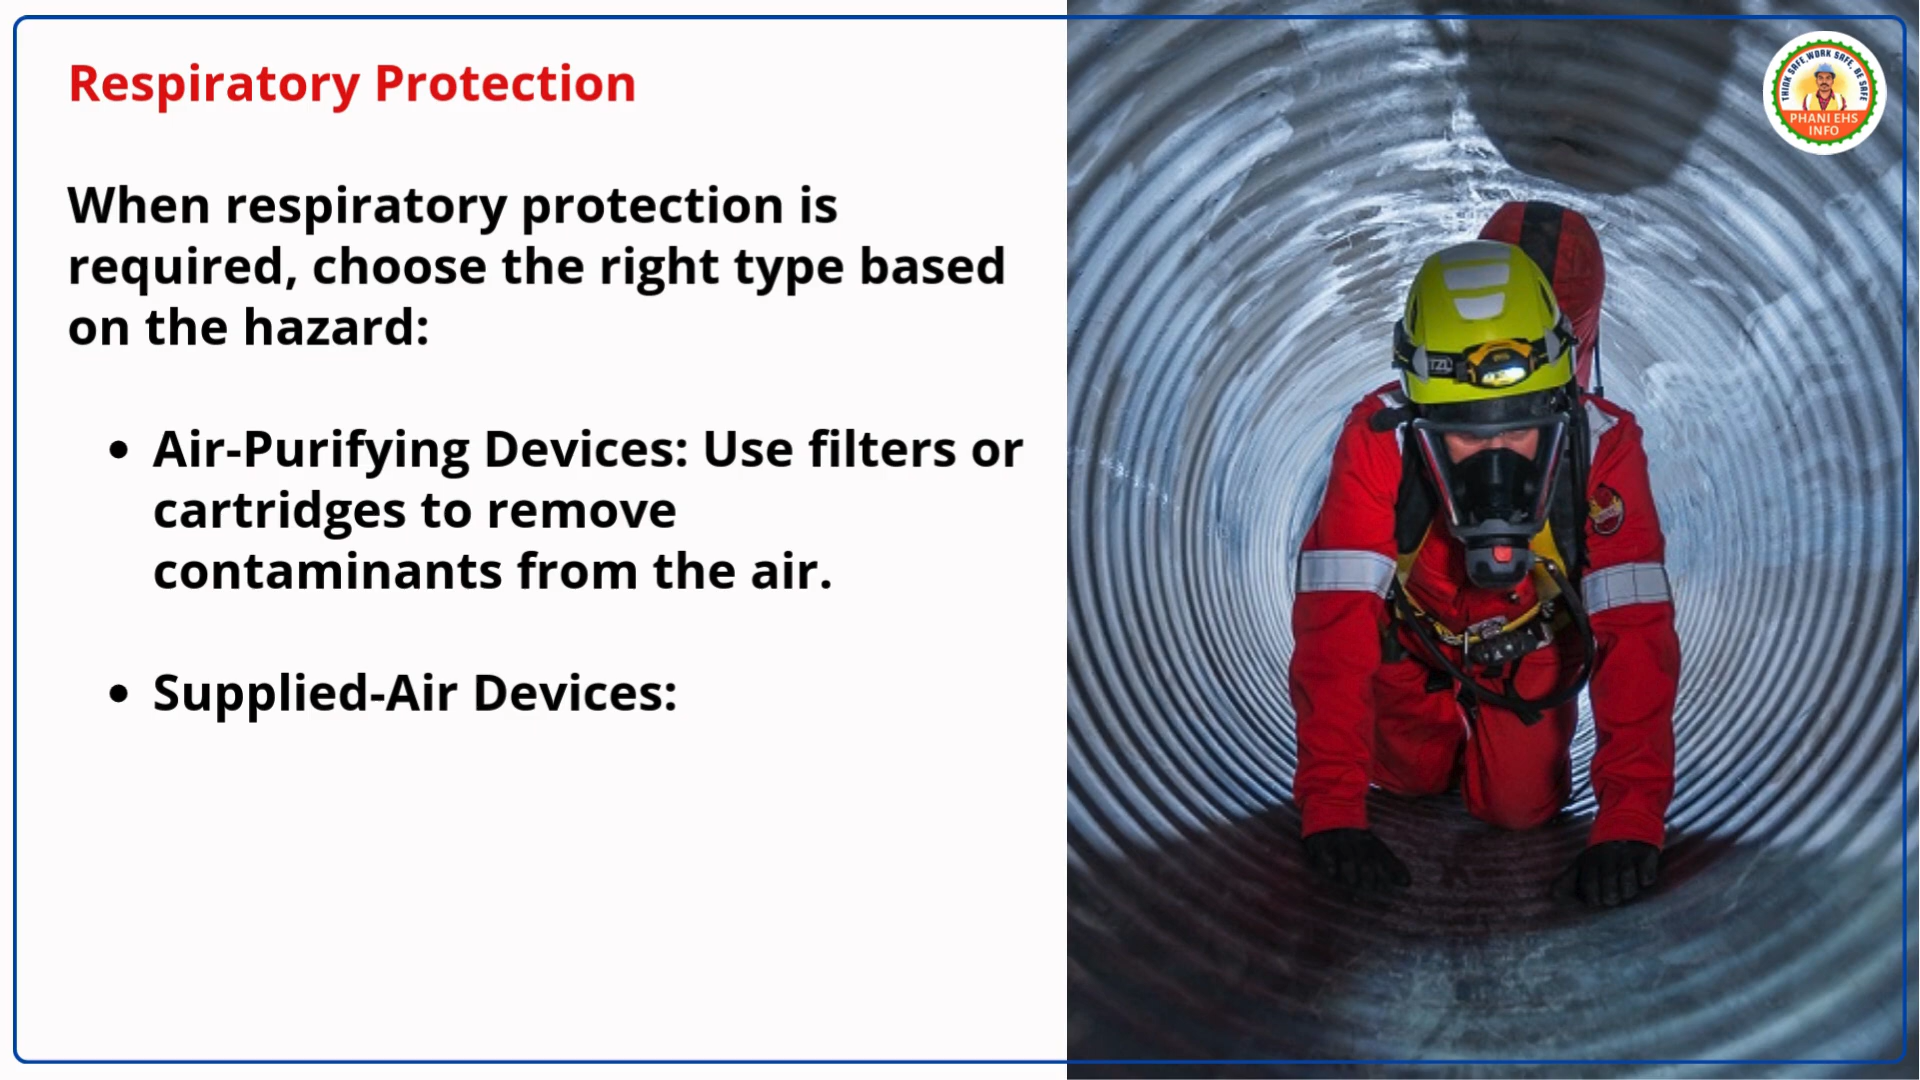 Respiratory Protection
When respiratory protection is
required, choose the right type based
on the hazard:
• Air-Purifying Devices: Use filters or
cartridges to remove
contaminants from the air.
• Supplied-Air Devices:
THINK SAFE, WORK SAFE, BE SAFE
PHANI EHS
INFO
TZL